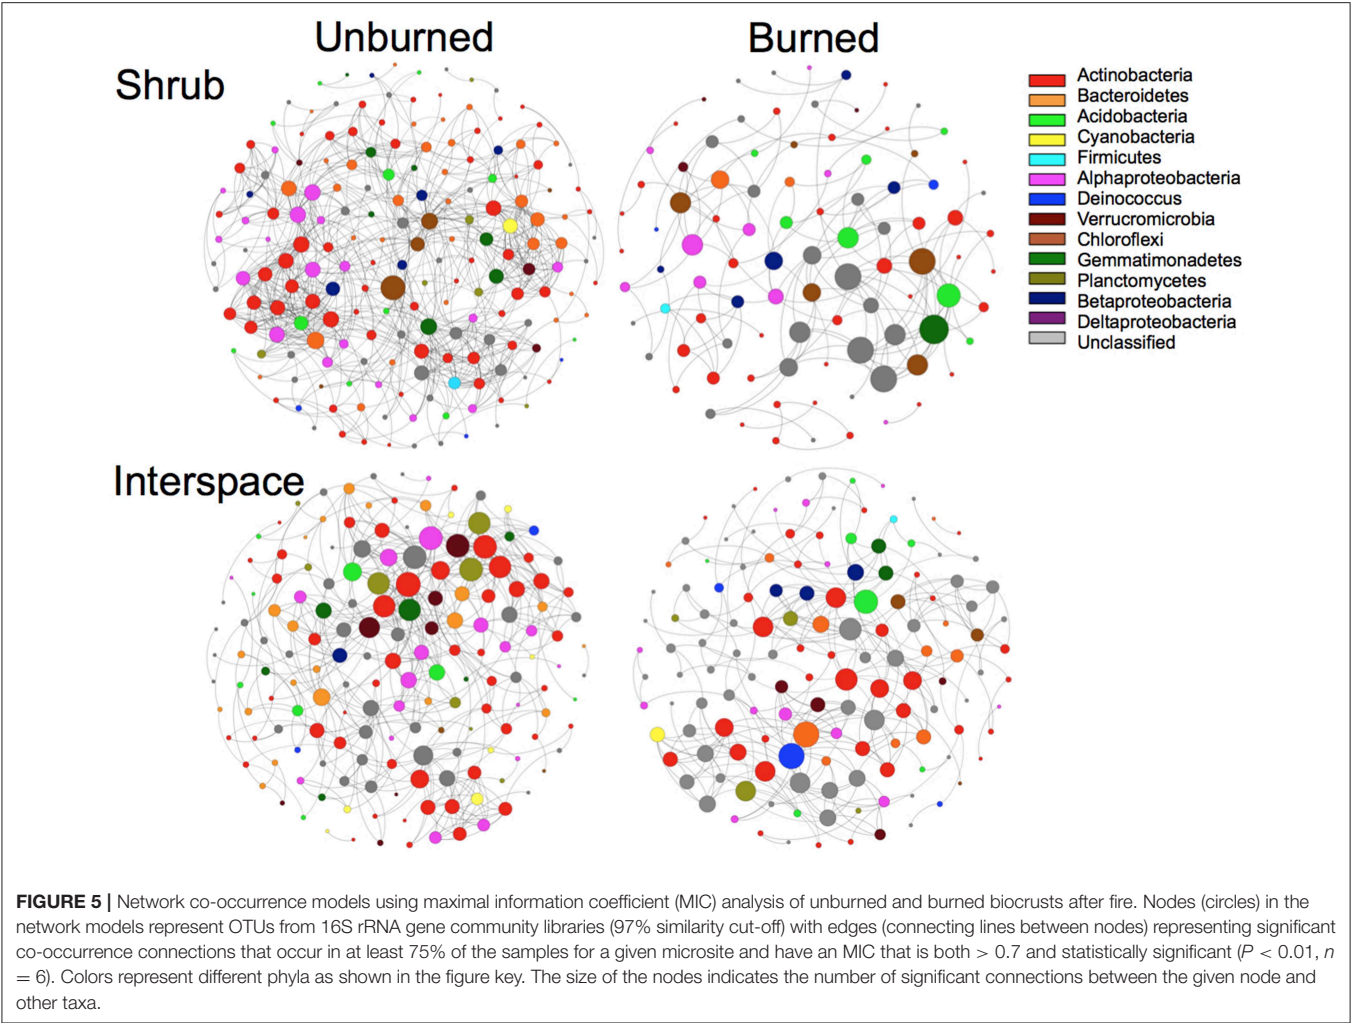 Unburned
Burned
Shrub
Interspace
Actinobacteria
Bacteroidetes
Acidobacteria
Cyanobacteria
Firmicutes
Alphaproteobacteria
Deinococcus
Verrucromicrobia
Chloroflexi
Gemmatimonadetes
Planctomycetes
Betaproteobacteria
Deltaproteobacteria
Unclassified
FIGURE 5 | Network co-occurrence models using maximal information coefficient (MIC) analysis of unburned and burned biocrusts after fire. Nodes (circles) in the
network models represent OTUs from 16S rRNA gene community libraries (97% similarity cut-off) with edges (connecting lines between nodes) representing significant
co-occurrence connections that occur in at least 75% of the samples for a given microsite and have an MIC that is both > 0.7 and statistically significant (P < 0.01, n
= 6). Colors represent different phyla as shown in the figure key. The size of the nodes indicates the number of significant connections between the given node and
other taxa.